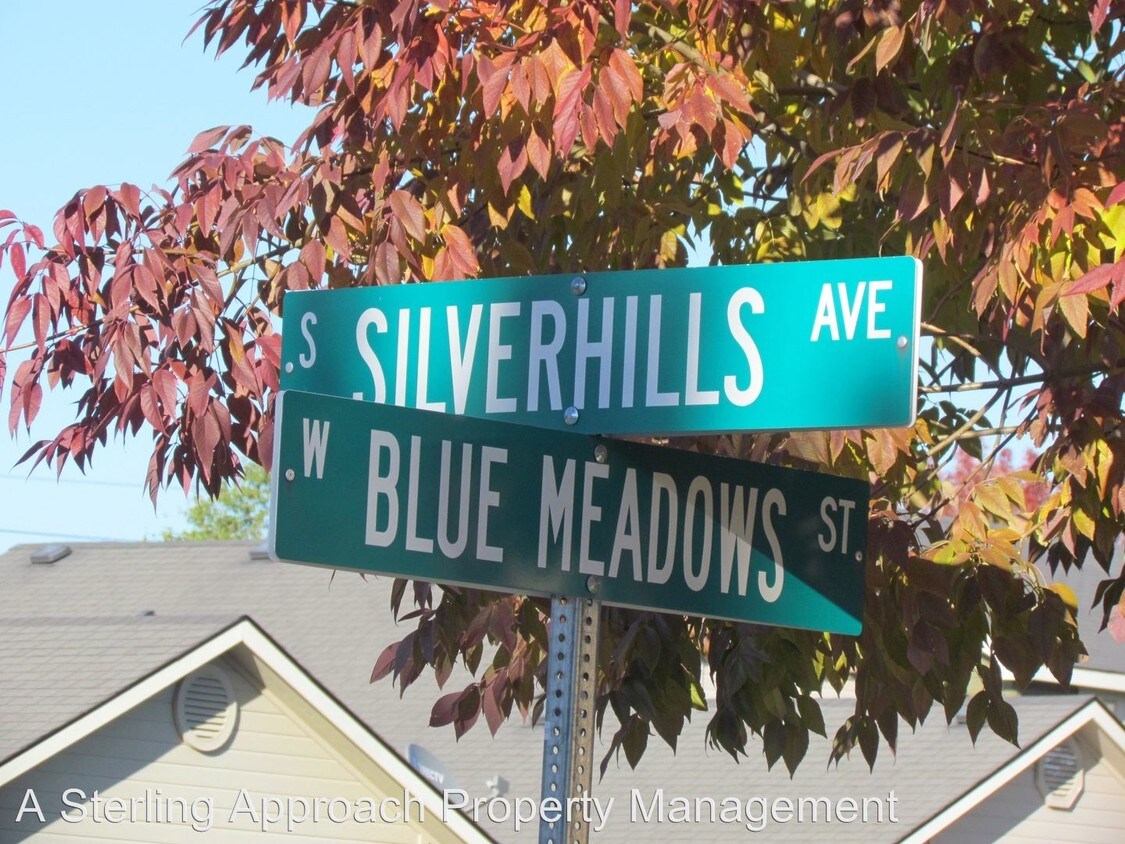 S SILVERHILLS AVE
W BLUE MEADOWS ST
A Sterling Approach Property Management